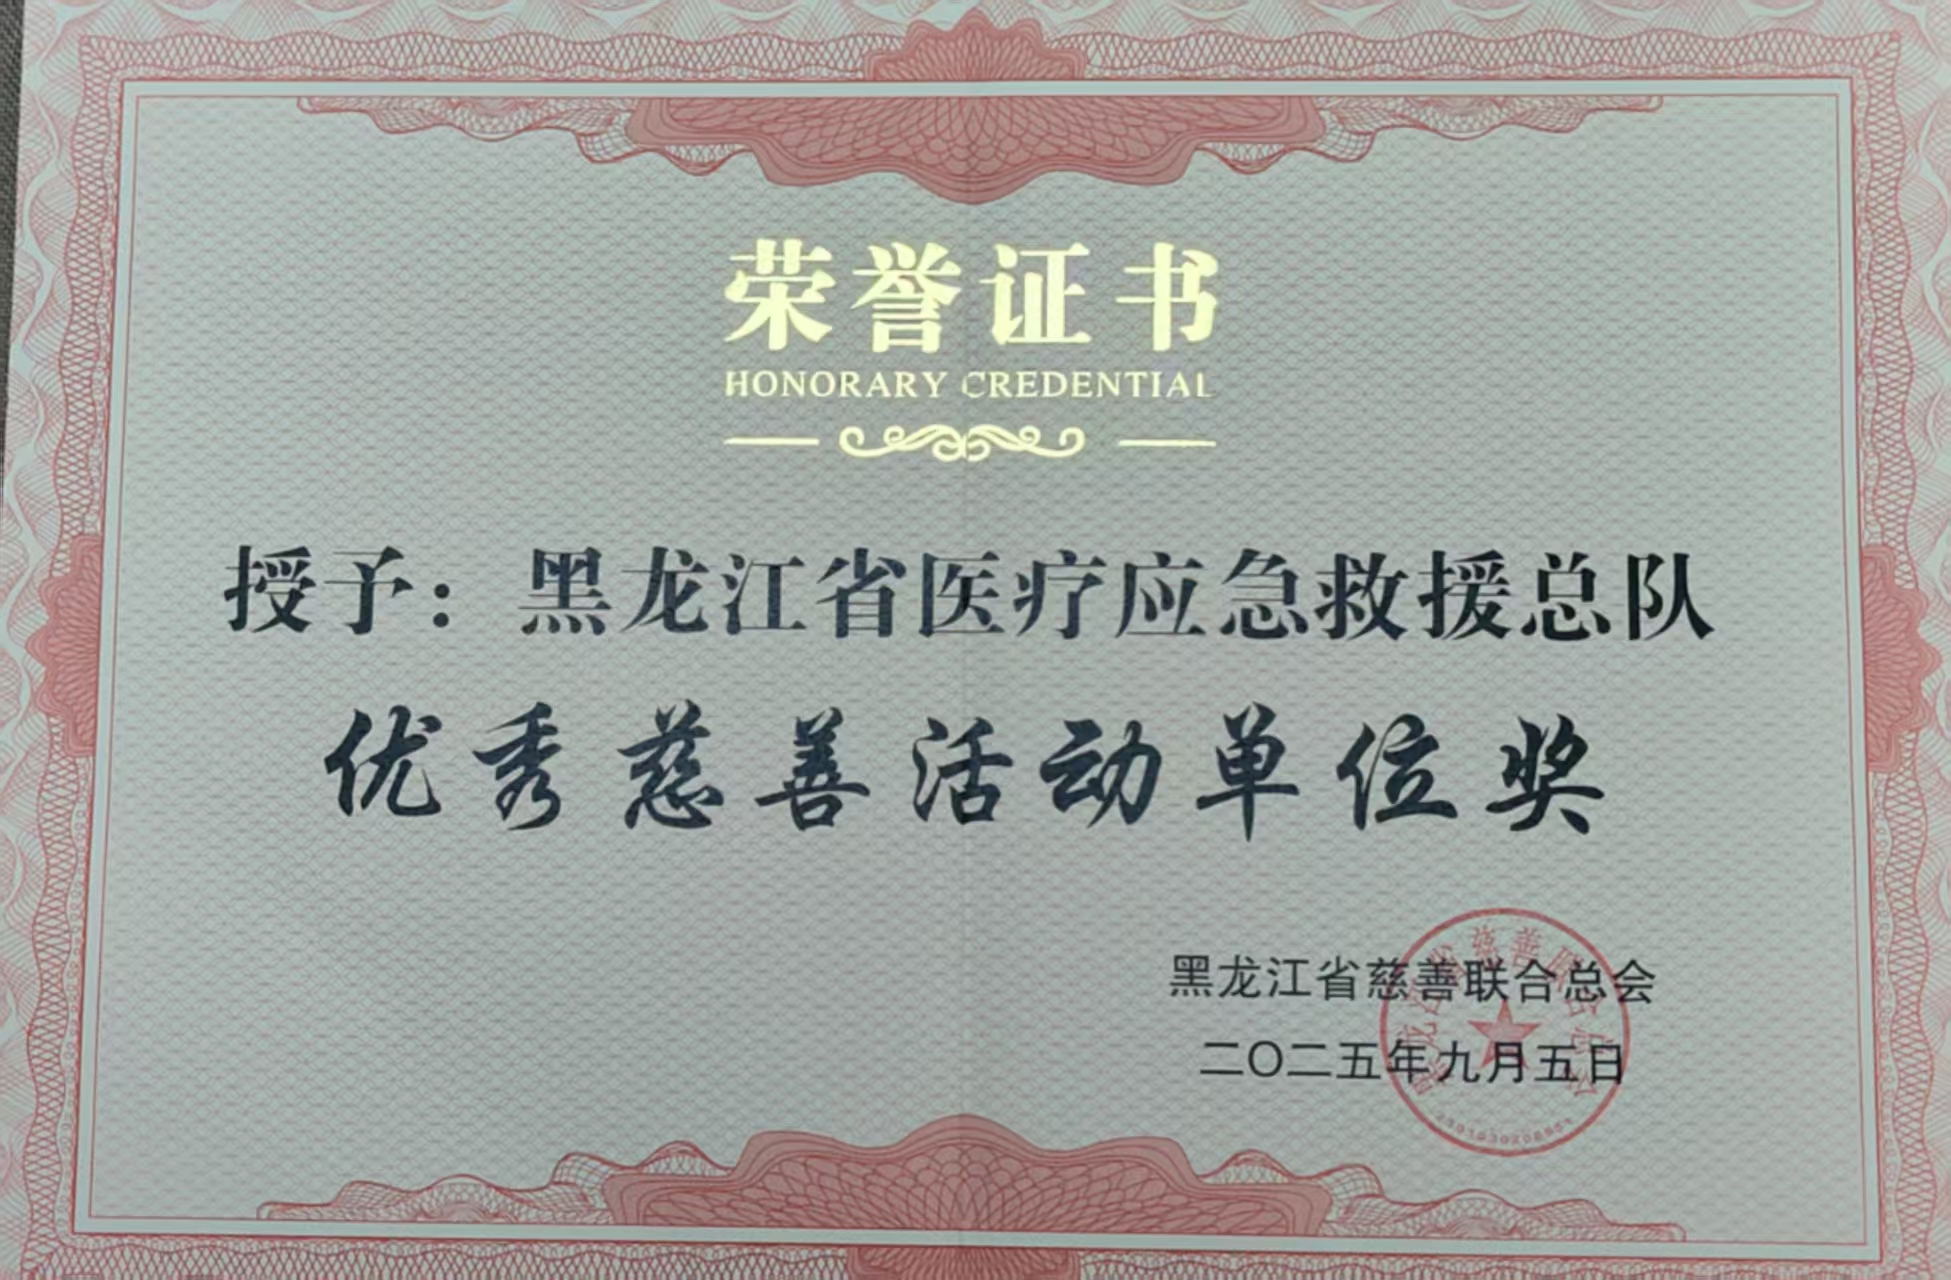 荣誉证书
HONORARY CREDENTIAL
授予：黑龙江省医疗应急救援总队
优秀慈善活动单位奖
黑龙江省慈善联合总会
二〇二五年九月五日